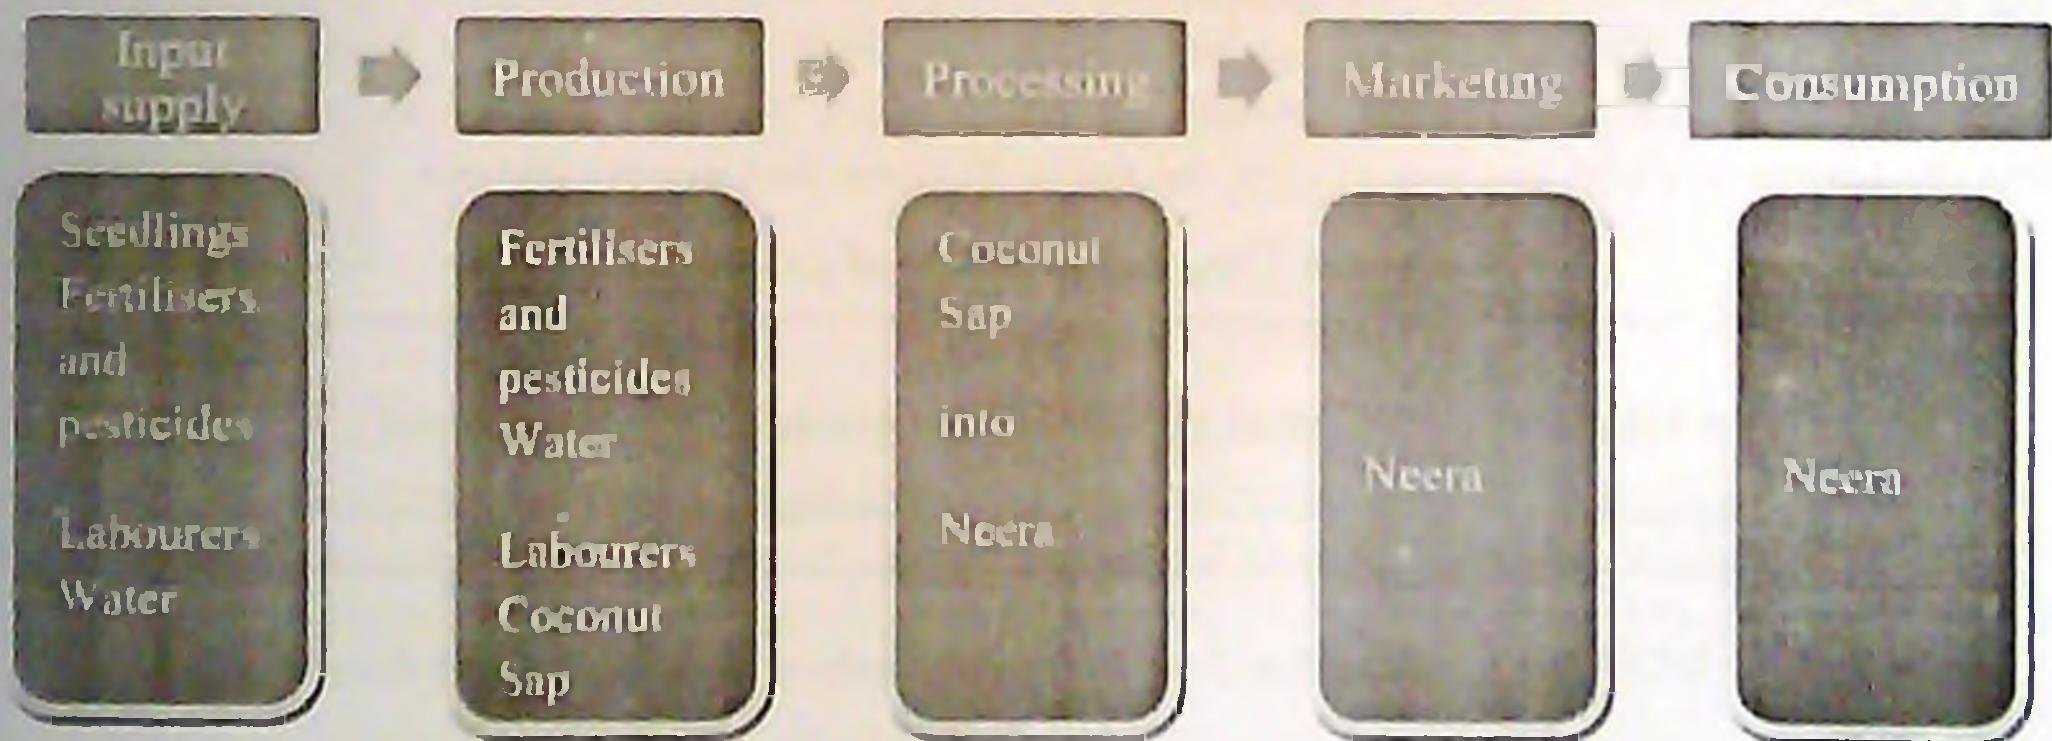 Input
supply
Production
Processing
Marketing
Consumption
Seedlings
Fertilisers
and
pesticides
Labourers
Water
Fertilisers
and
pesticides
Water
Labourers
Coconut
Sap
Coconut
Sap
into
Neera
Neera
Neera